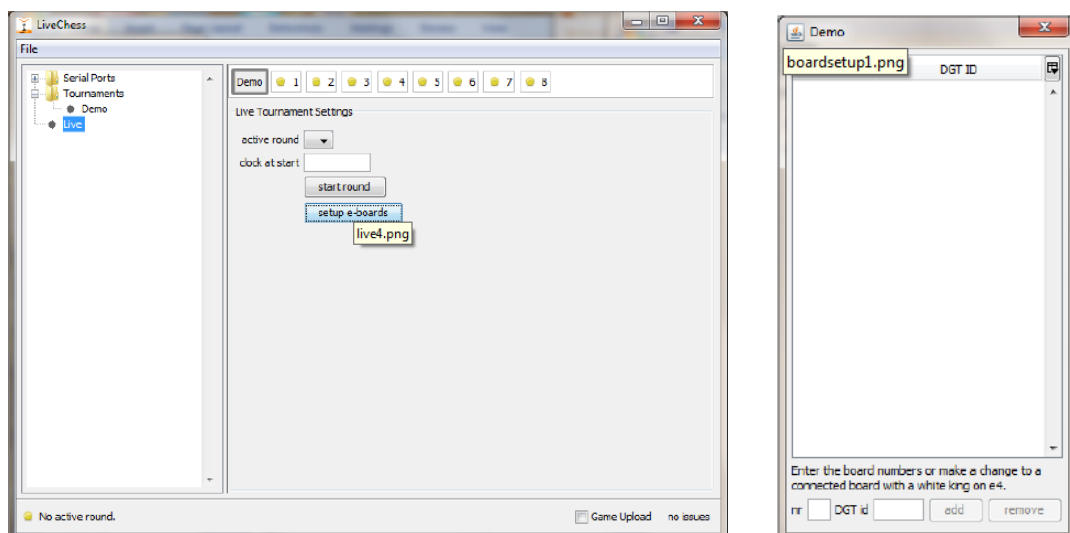 LiveChess
File
Serial Ports
Tournaments
Demo
Live
Demo 1 2 3 4 5 6 7 8
Live Tournament Settings
active round
clock at start
start round
setup e-boards
live4.png
No active round.
Game Upload no issues
Demo
boardsetup1.png
DGT ID
Enter the board numbers or make a change to a
connected board with a white king on e4.
nr DGT id add remove